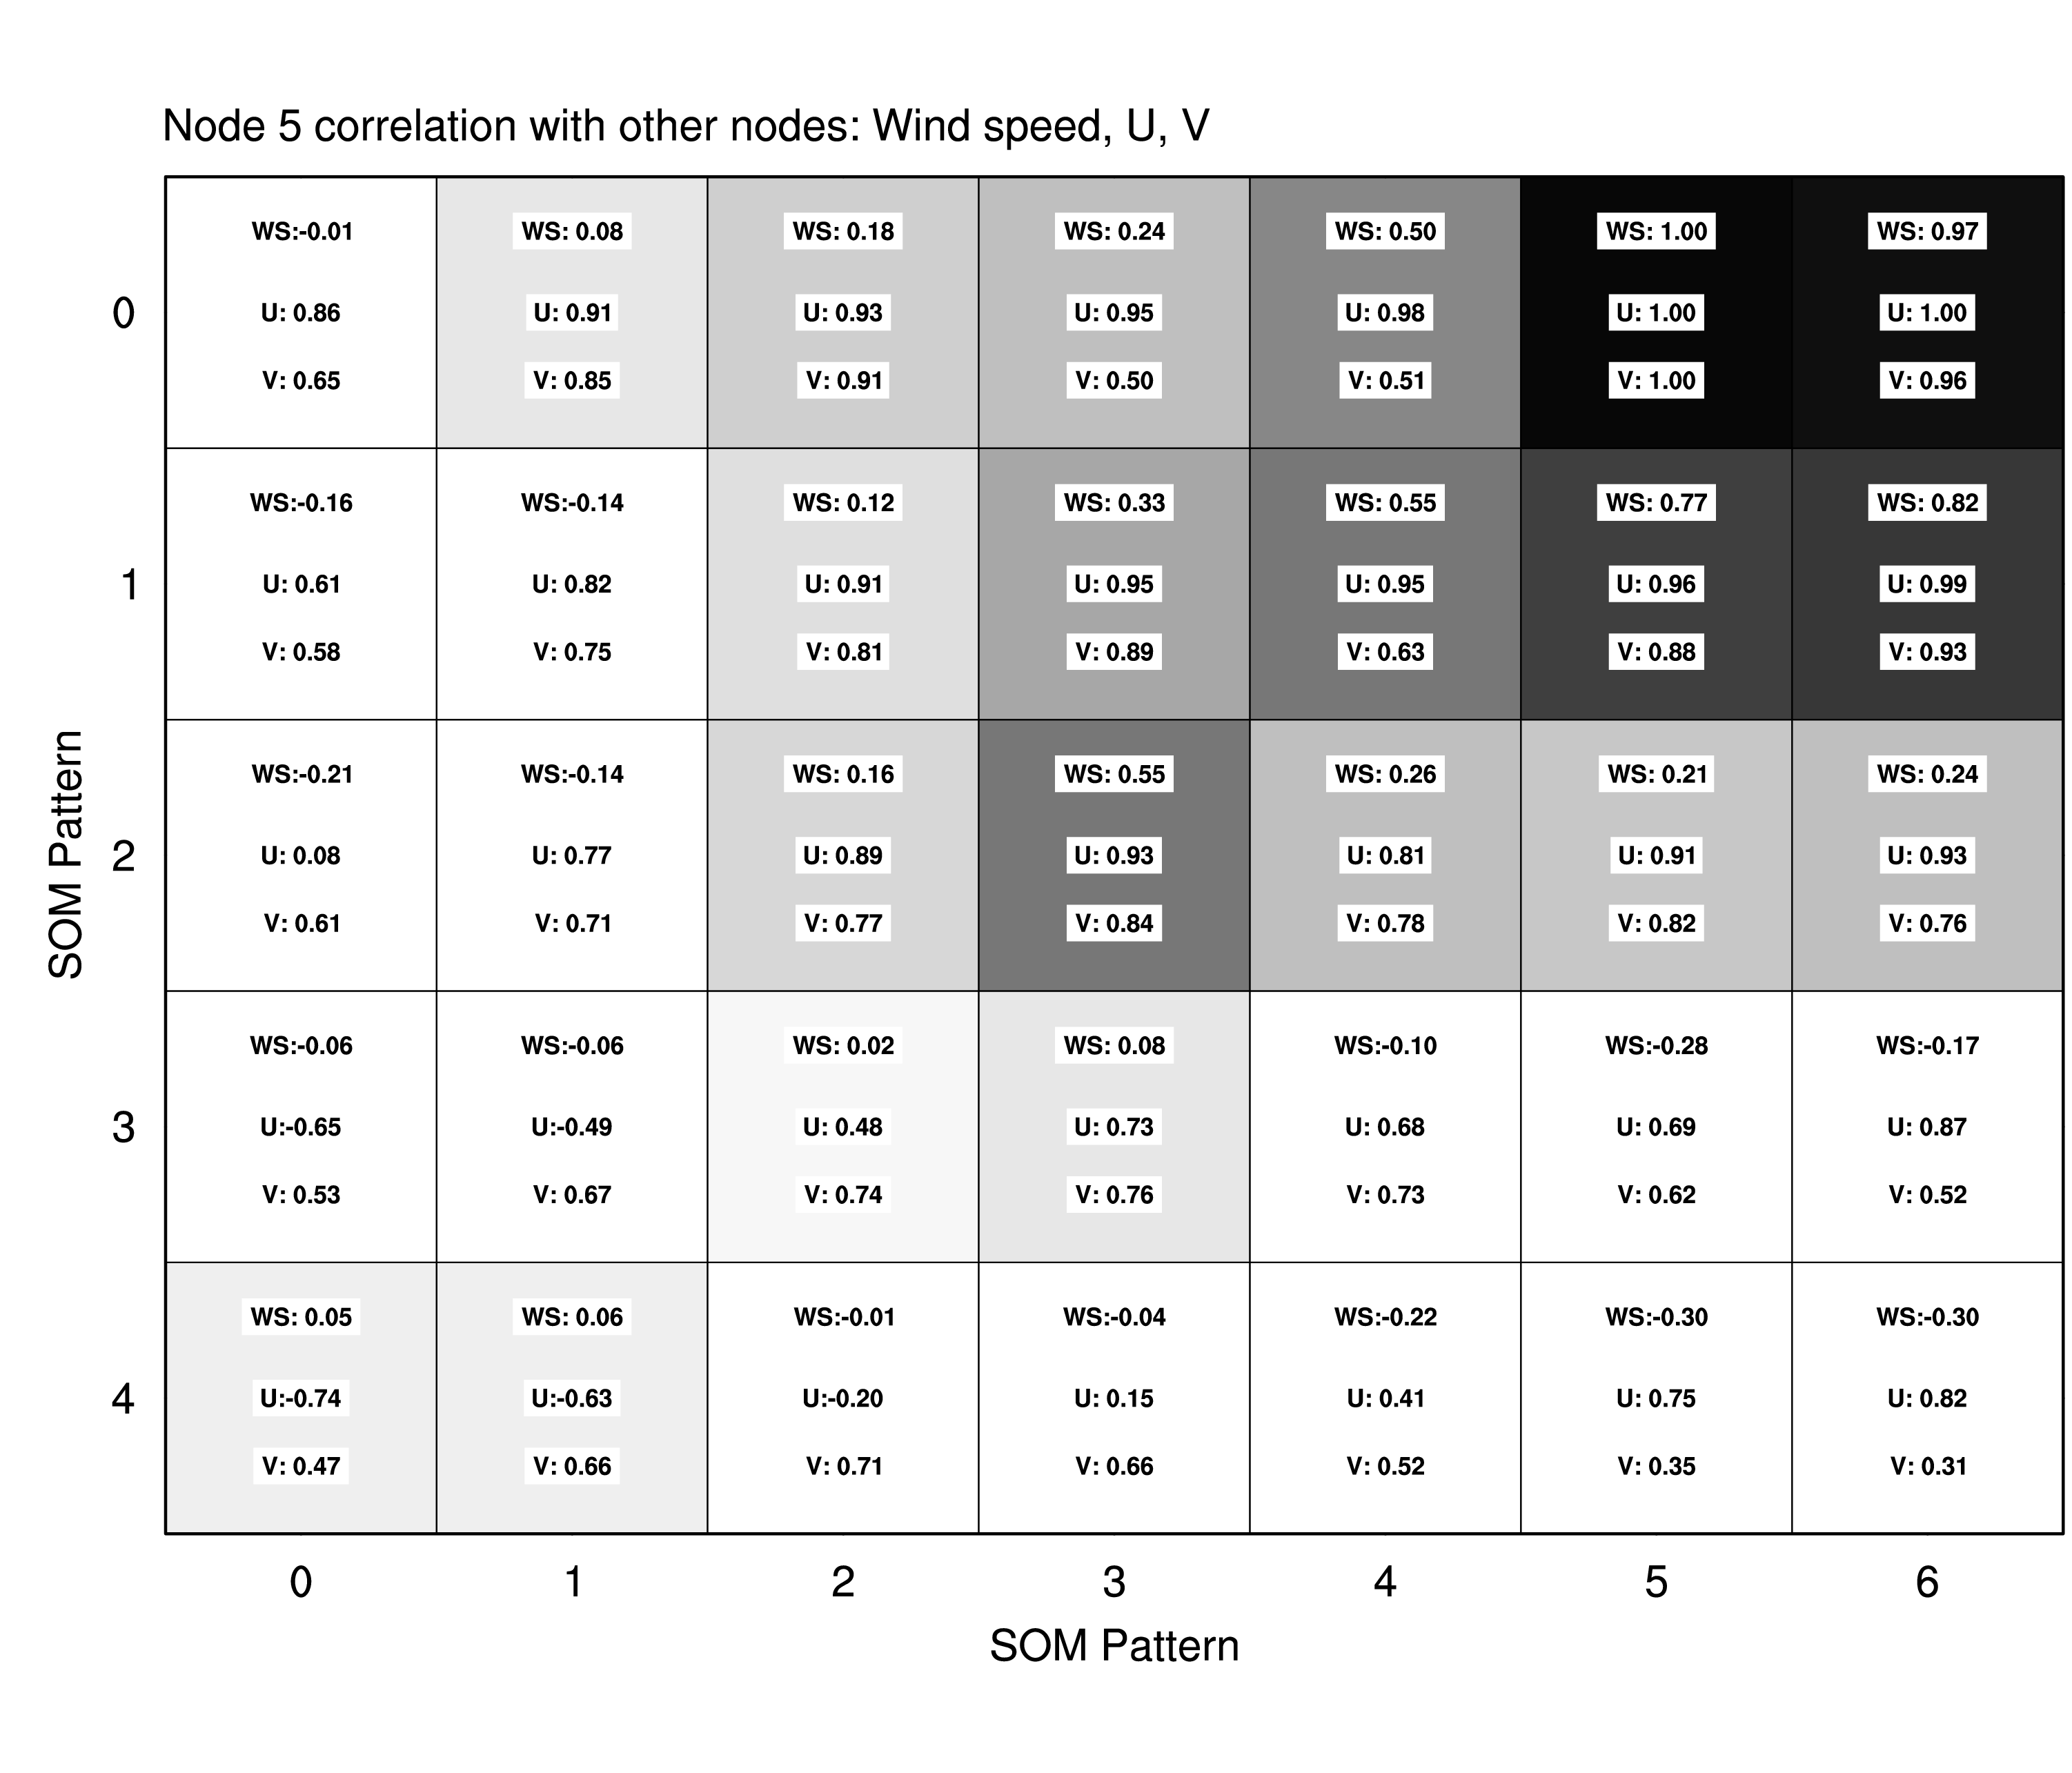 Node 5 correlation with other nodes: Wind speed, U, V
WS:-0.01 WS: 0.08 WS: 0.18 WS: 0.24 WS: 0.50 WS: 1.00 WS: 0.97
0 U: 0.86 U: 0.91 U: 0.93 U: 0.95 U: 0.98 U: 1.00 U: 1.00
V: 0.65 V: 0.85 V: 0.91 V: 0.50 V: 0.51 V: 1.00 V: 0.96
WS:-0.16 WS:-0.14 WS: 0.12 WS: 0.33 WS: 0.55 WS: 0.77 WS: 0.82
1 U: 0.61 U: 0.82 U: 0.91 U: 0.95 U: 0.95 U: 0.96 U: 0.99
V: 0.58 V: 0.75 V: 0.81 V: 0.89 V: 0.63 V: 0.88 V: 0.93
SOM Pattern
WS:-0.21 WS:-0.14 WS: 0.16 WS: 0.55 WS: 0.26 WS: 0.21 WS: 0.24
2 U: 0.08 U: 0.77 U: 0.89 U: 0.93 U: 0.81 U: 0.91 U: 0.93
V: 0.61 V: 0.71 V: 0.77 V: 0.84 V: 0.78 V: 0.82 V: 0.76
WS:-0.06 WS:-0.06 WS: 0.02 WS: 0.08 WS:-0.10 WS:-0.28 WS:-0.17
3 U:-0.65 U:-0.49 U: 0.48 U: 0.73 U: 0.68 U: 0.69 U: 0.87
V: 0.53 V: 0.67 V: 0.74 V: 0.76 V: 0.73 V: 0.62 V: 0.52
WS: 0.05 WS: 0.06 WS:-0.01 WS:-0.04 WS:-0.22 WS:-0.30 WS:-0.30
4 U:-0.74 U:-0.63 U:-0.20 U: 0.15 U: 0.41 U: 0.75 U: 0.82
V: 0.47 V: 0.66 V: 0.71 V: 0.66 V: 0.52 V: 0.35 V: 0.31
0 1 2 3 4 5 6
SOM Pattern